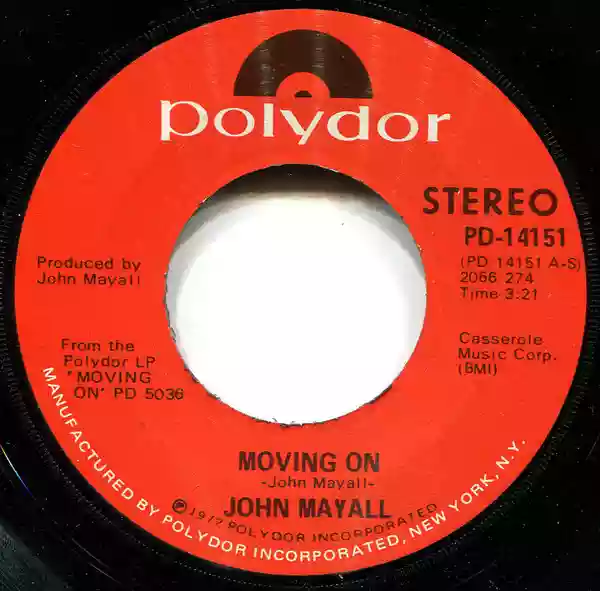 polydor
STEREO
PD-14151
(PD 14151 A-S)
2066 274
Time 3:21
Produced by
John Mayall
From the
Polydor LP
"MOVING
ON" PD 5036
Casserole
Music Corp.
(BMI)
MOVING ON
-John Mayall-
JOHN MAYALL
℗ 1972 POLYDOR INCORPORATED
MANUFACTURED BY POLYDOR INCORPORATED, NEW YORK, N.Y.